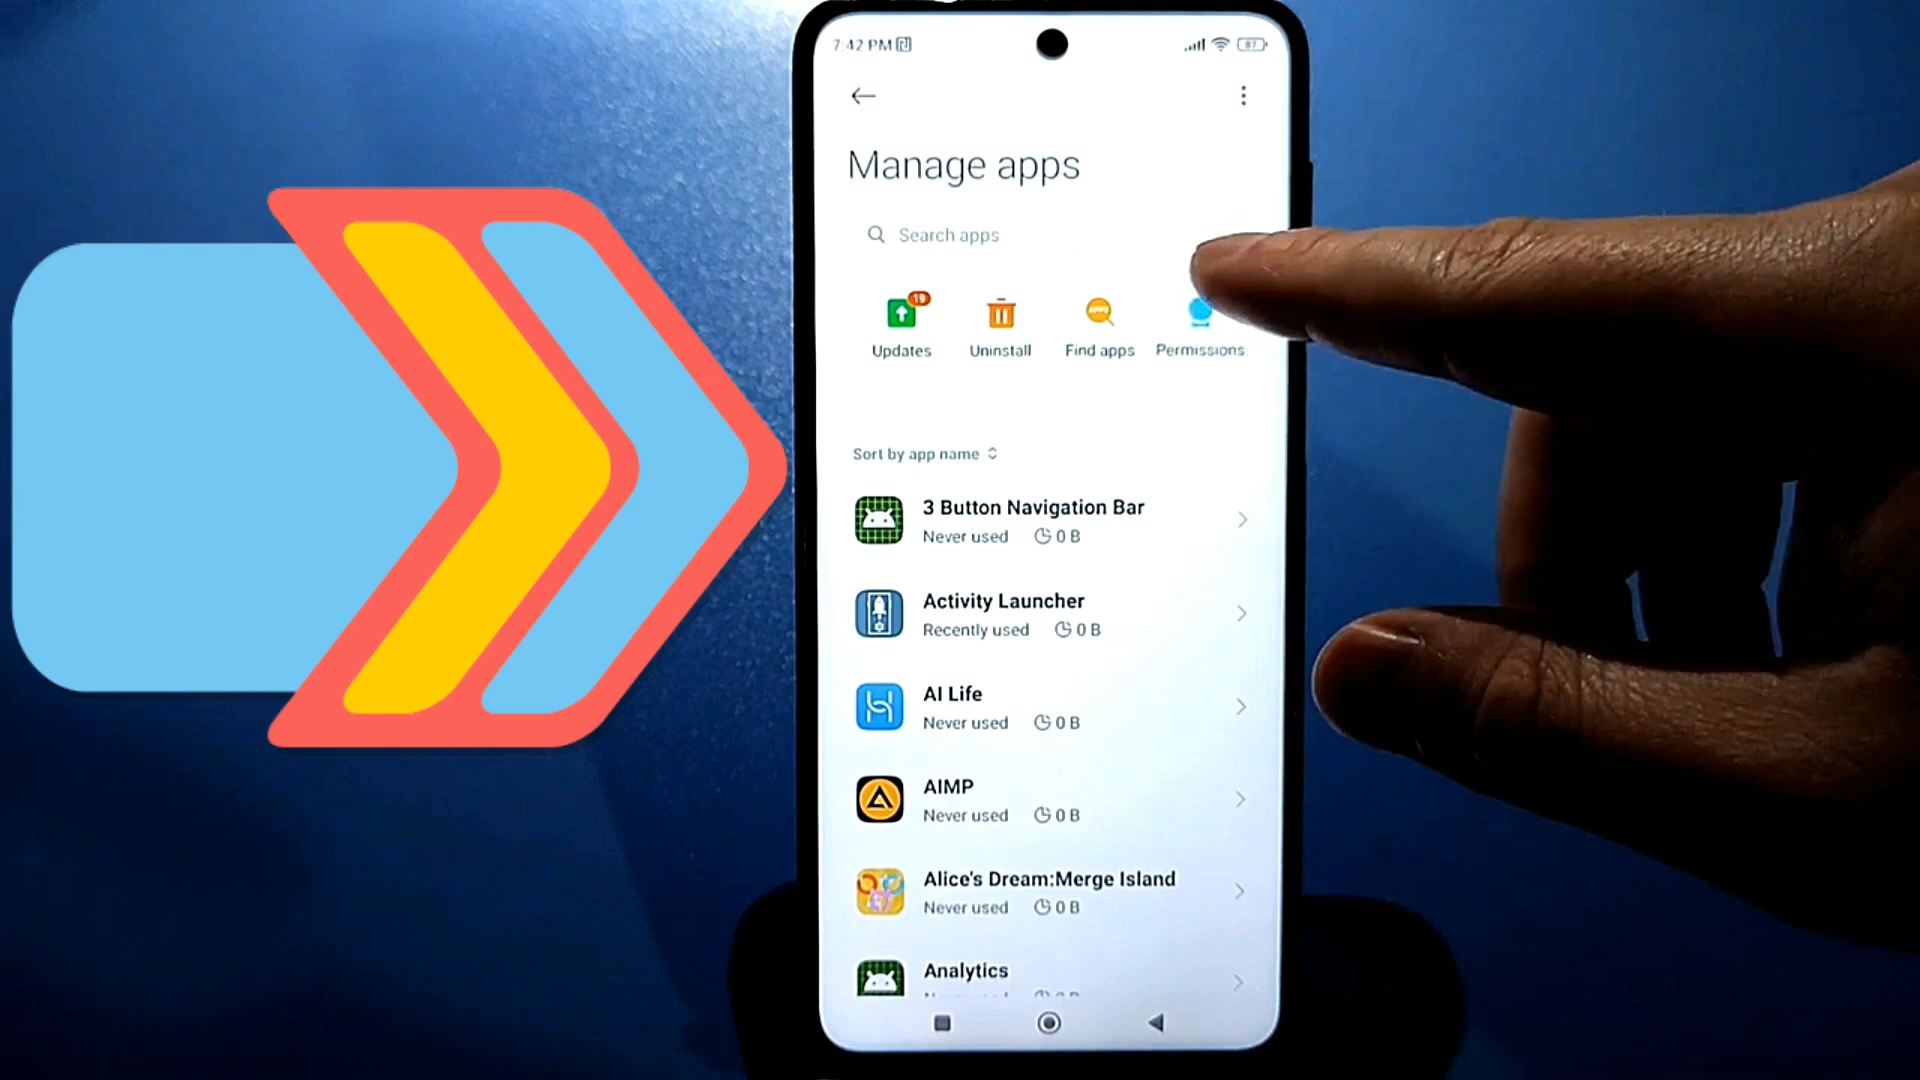 7:42 PM
87
Manage apps
Search apps
19
Updates
Uninstall
Find apps
Permissions
Sort by app name
3 Button Navigation Bar
Never used 0 B
Activity Launcher
Recently used 0 B
AI Life
Never used 0 B
AIMP
Never used 0 B
Alice's Dream:Merge Island
Never used 0 B
Analytics